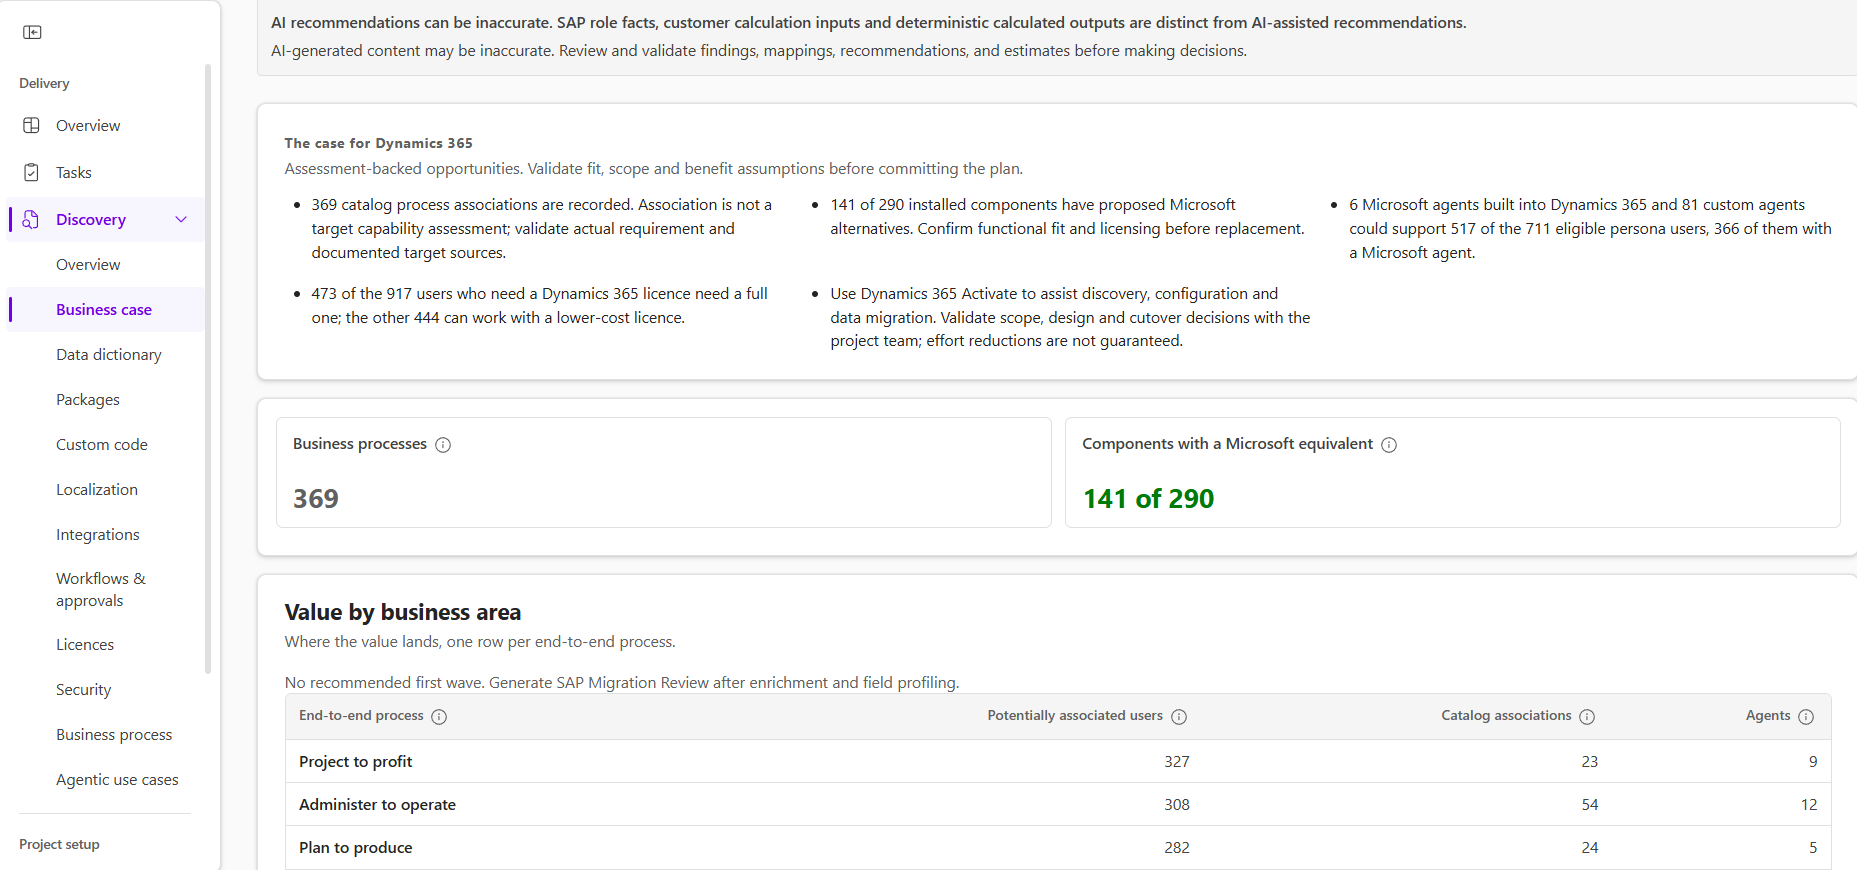 AI recommendations can be inaccurate. SAP role facts, customer calculation inputs and deterministic calculated outputs are distinct from AI-assisted recommendations.
AI-generated content may be inaccurate. Review and validate findings, mappings, recommendations, and estimates before making decisions.
Delivery
Overview
Tasks
Discovery
Overview
Business case
Data dictionary
Packages
Custom code
Localization
Integrations
Workflows &
approvals
Licences
Security
Business process
Agentic use cases
Project setup
The case for Dynamics 365
Assessment-backed opportunities. Validate fit, scope and benefit assumptions before committing the plan.
369 catalog process associations are recorded. Association is not a
target capability assessment; validate actual requirement and
documented target sources.
141 of 290 installed components have proposed Microsoft
alternatives. Confirm functional fit and licensing before replacement.
6 Microsoft agents built into Dynamics 365 and 81 custom agents
could support 517 of the 711 eligible persona users, 366 of them with
a Microsoft agent.
473 of the 917 users who need a Dynamics 365 licence need a full
one; the other 444 can work with a lower-cost licence.
Use Dynamics 365 Activate to assist discovery, configuration and
data migration. Validate scope, design and cutover decisions with the
project team; effort reductions are not guaranteed.
Business processes
369
Components with a Microsoft equivalent
141 of 290
Value by business area
Where the value lands, one row per end-to-end process.
No recommended first wave. Generate SAP Migration Review after enrichment and field profiling.
End-to-end process Potentially associated users Catalog associations Agents
Project to profit 327 23 9
Administer to operate 308 54 12
Plan to produce 282 24 5